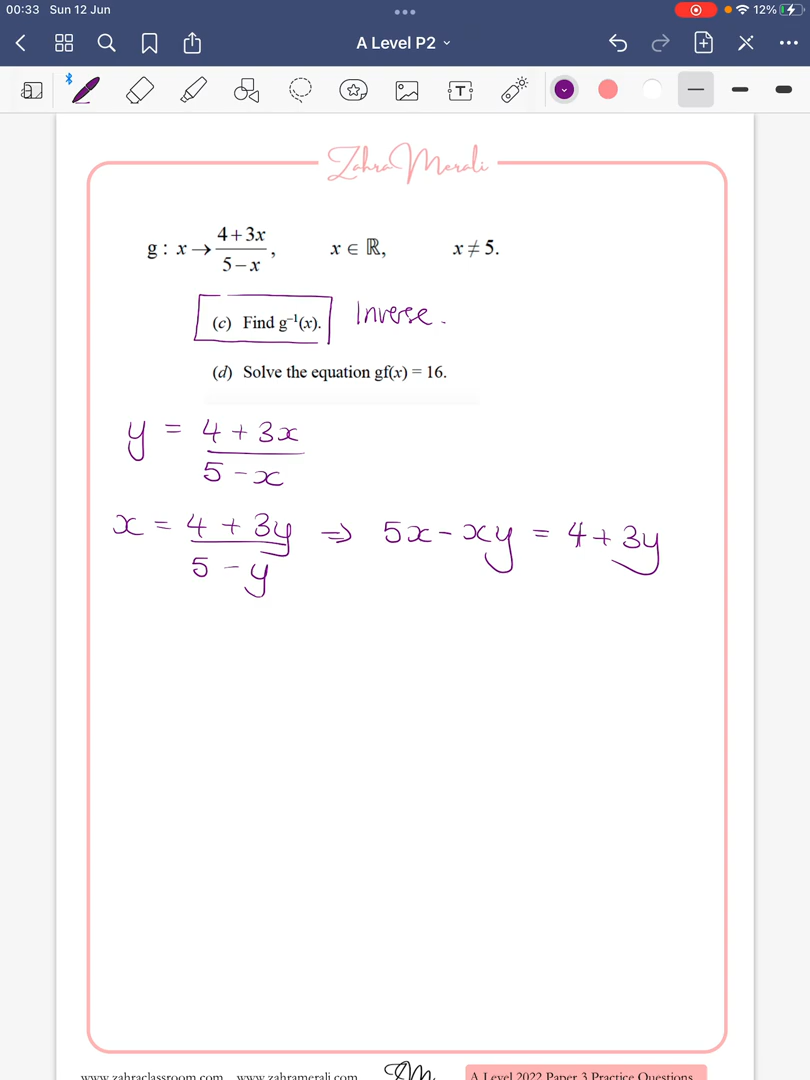 00:33 Sun 12 Jun 12%
A Level P2
Zahra Merali
g : x → (4 + 3x)/(5 − x), x ∈ ℝ, x ≠ 5.
(c) Find g⁻¹(x). Inverse.
(d) Solve the equation gf(x) = 16.
y = (4 + 3x)/(5 − x)
x = (4 + 3y)/(5 − y) ⇒ 5x − xy = 4 + 3y
www.zahraclassroom.com www.zahramerali.com A Level 2022 Paper 3 Practice Questions